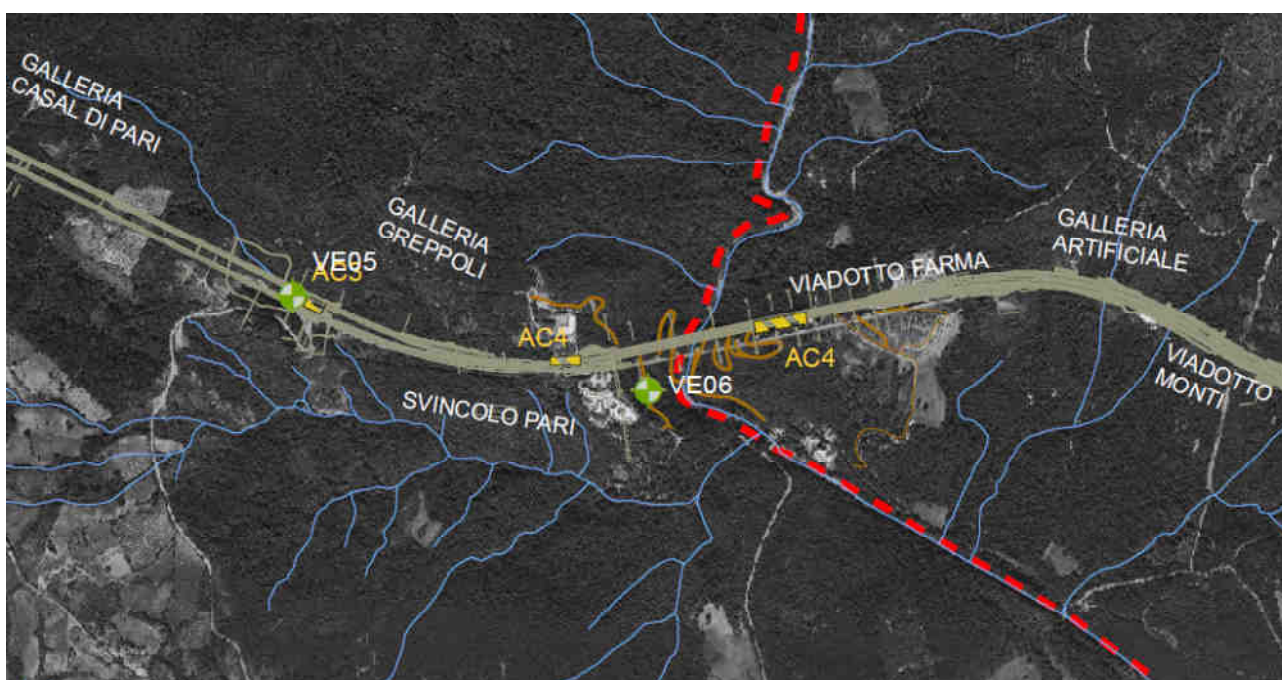 GALLERIA
CASAL DI PARI
GALLERIA
GREPPOLI
GALLERIA
ARTIFICIALE
VE05
AC3
VIADOTTO FARMA
AC4
AC4
VE06
SVINCOLO PARI
VIADOTTO
MONTI